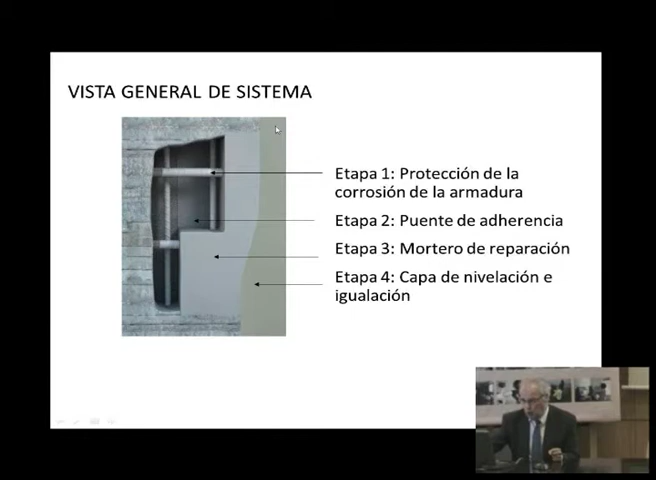 VISTA GENERAL DE SISTEMA
Etapa 1: Protección de la
corrosión de la armadura
Etapa 2: Puente de adherencia
Etapa 3: Mortero de reparación
Etapa 4: Capa de nivelación e
igualación